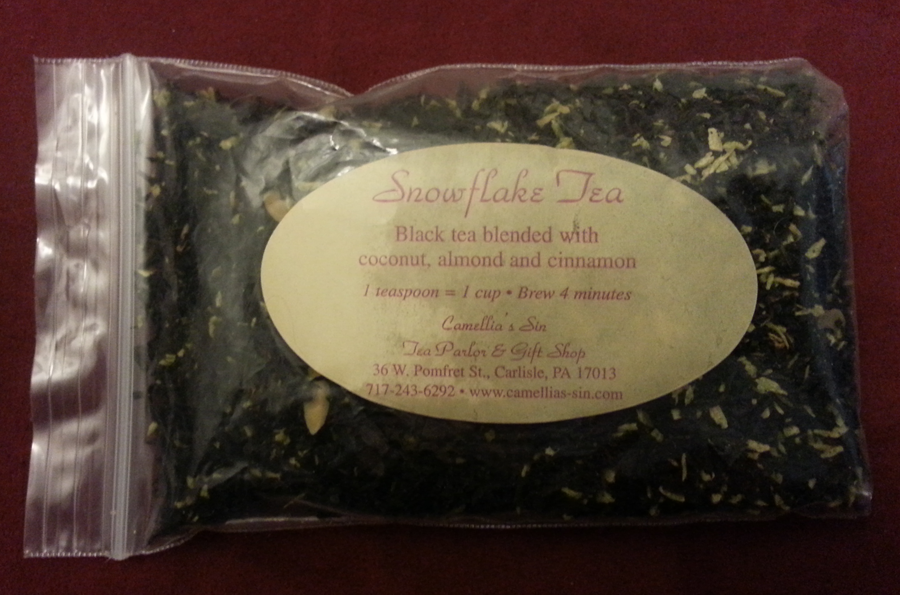 Snowflake Tea
Black tea blended with
coconut, almond and cinnamon
1 teaspoon = 1 cup • Brew 4 minutes
Camellia's Sin
Tea Parlor & Gift Shop
36 W. Pomfret St., Carlisle, PA 17013
717-243-6292 • www.camellias-sin.com